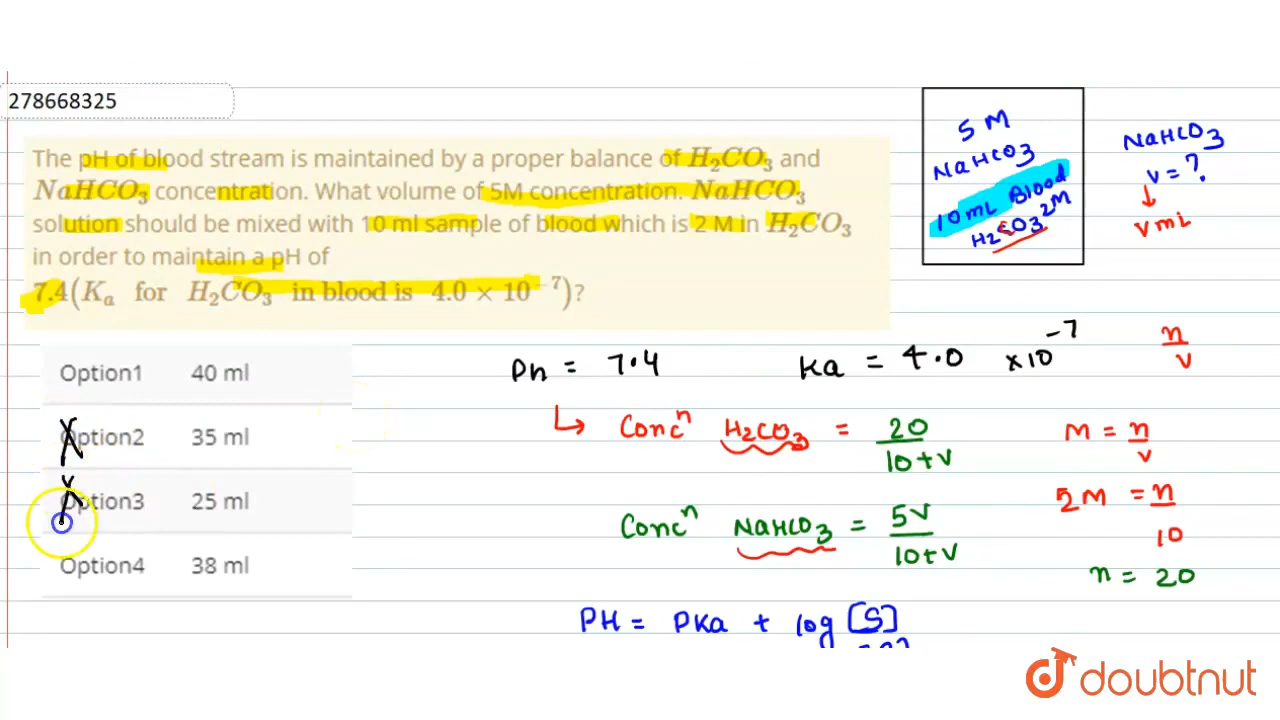 278668325
The pH of blood stream is maintained by a proper balance of H₂CO₃ and
NaHCO₃ concentration. What volume of 5M concentration. NaHCO₃
solution should be mixed with 10 ml sample of blood which is 2 M in H₂CO₃
in order to maintain a pH of
7.4(Kₐ for H₂CO₃ in blood is 4.0 × 10⁻⁷)?
Option1 40 ml
Option2 35 ml
Option3 25 ml
Option4 38 ml
5 M
NaHCO3
10 mL Blood
H2CO3 2M
NaHCO3
v = ?
v mL
PH = 7.4
Ka = 4.0 × 10⁻⁷
n
v
Concⁿ H2CO3 = 20
10+v
M = n
v
2M = n
10
n = 20
Concⁿ NaHCO3 = 5V
10+v
PH = PKa + log [S]
doubtnut